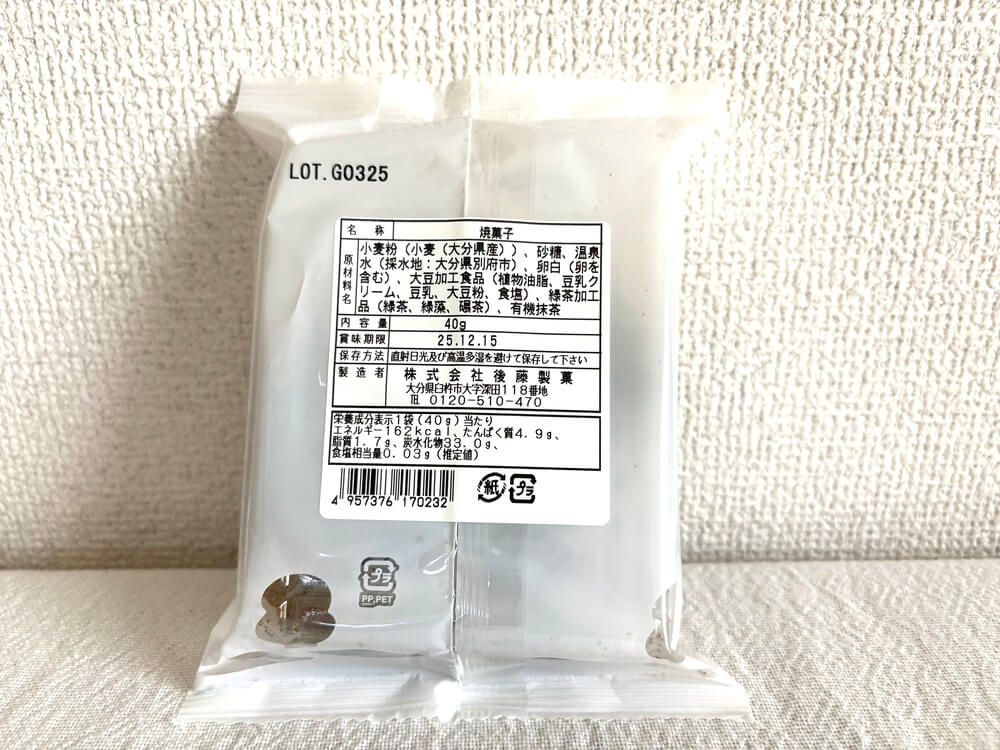 LOT.G0325
名称 焼菓子
原材料名 小麦粉（小麦（大分県産））、砂糖、温泉
水（採水地：大分県別府市）、卵白（卵を
含む）、大豆加工食品（植物油脂、豆乳ク
リーム、豆乳、大豆粉、食塩）、緑茶加工
品（緑茶、緑藻、碾茶）、有機抹茶
内容量 40g
賞味期限 25.12.15
保存方法 直射日光及び高温多湿を避けて保存して下さい
製造者 株式会社後藤製菓
大分県臼杵市大字深田118番地
℡ 0120-510-470
栄養成分表示1袋（40g）当たり
エネルギー162kcal、たんぱく質4.9g、
脂質1.7g、炭水化物33.0g、
食塩相当量0.03g（推定値）
4 957376 170232
紙 プラ
プラ
PP,PET